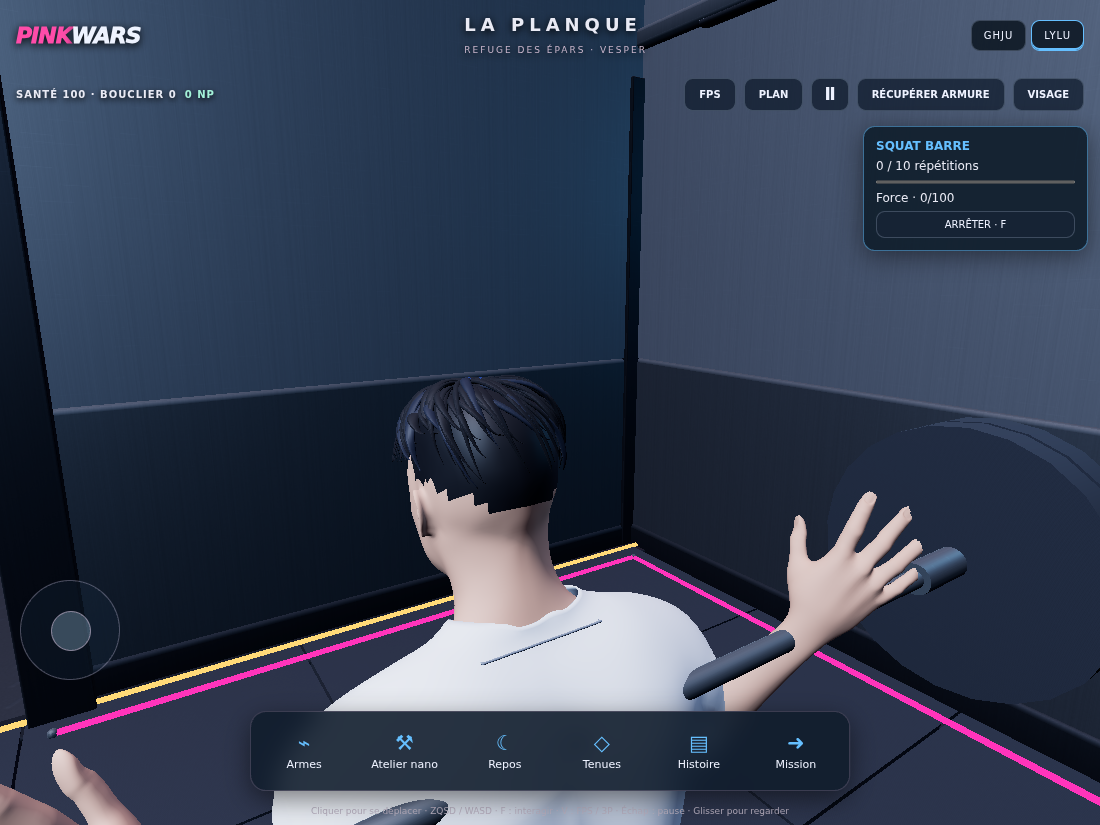 PINKWARS
LA PLANQUE
REFUGE DES ÉPARS · VESPER
GHJU
LYLU
SANTÉ 100 · BOUCLIER 0 0 NP
FPS
PLAN
RÉCUPÉRER ARMURE
VISAGE
SQUAT BARRE
0 / 10 répétitions
Force · 0/100
ARRÊTER · F
Armes
Atelier nano
Repos
Tenues
Histoire
Mission
Cliquer pour se déplacer · ZQSD / WASD · F : pause · Glisser pour regarder